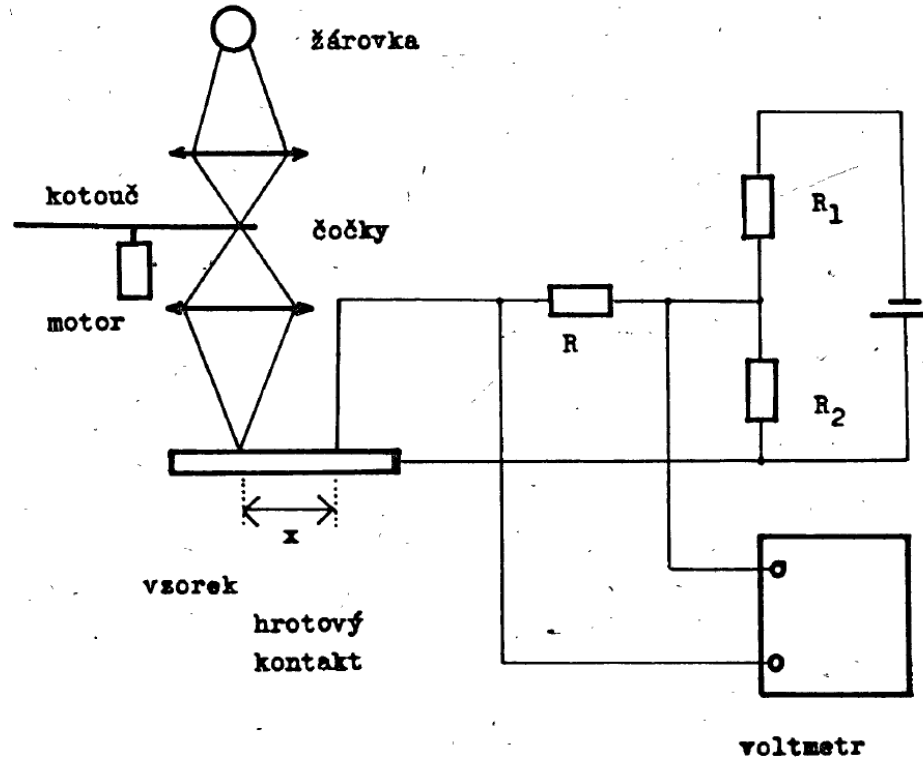 žárovka
kotouč
čočky
R1
motor
R
R2
x
vzorek
hrotový
kontakt
voltmetr